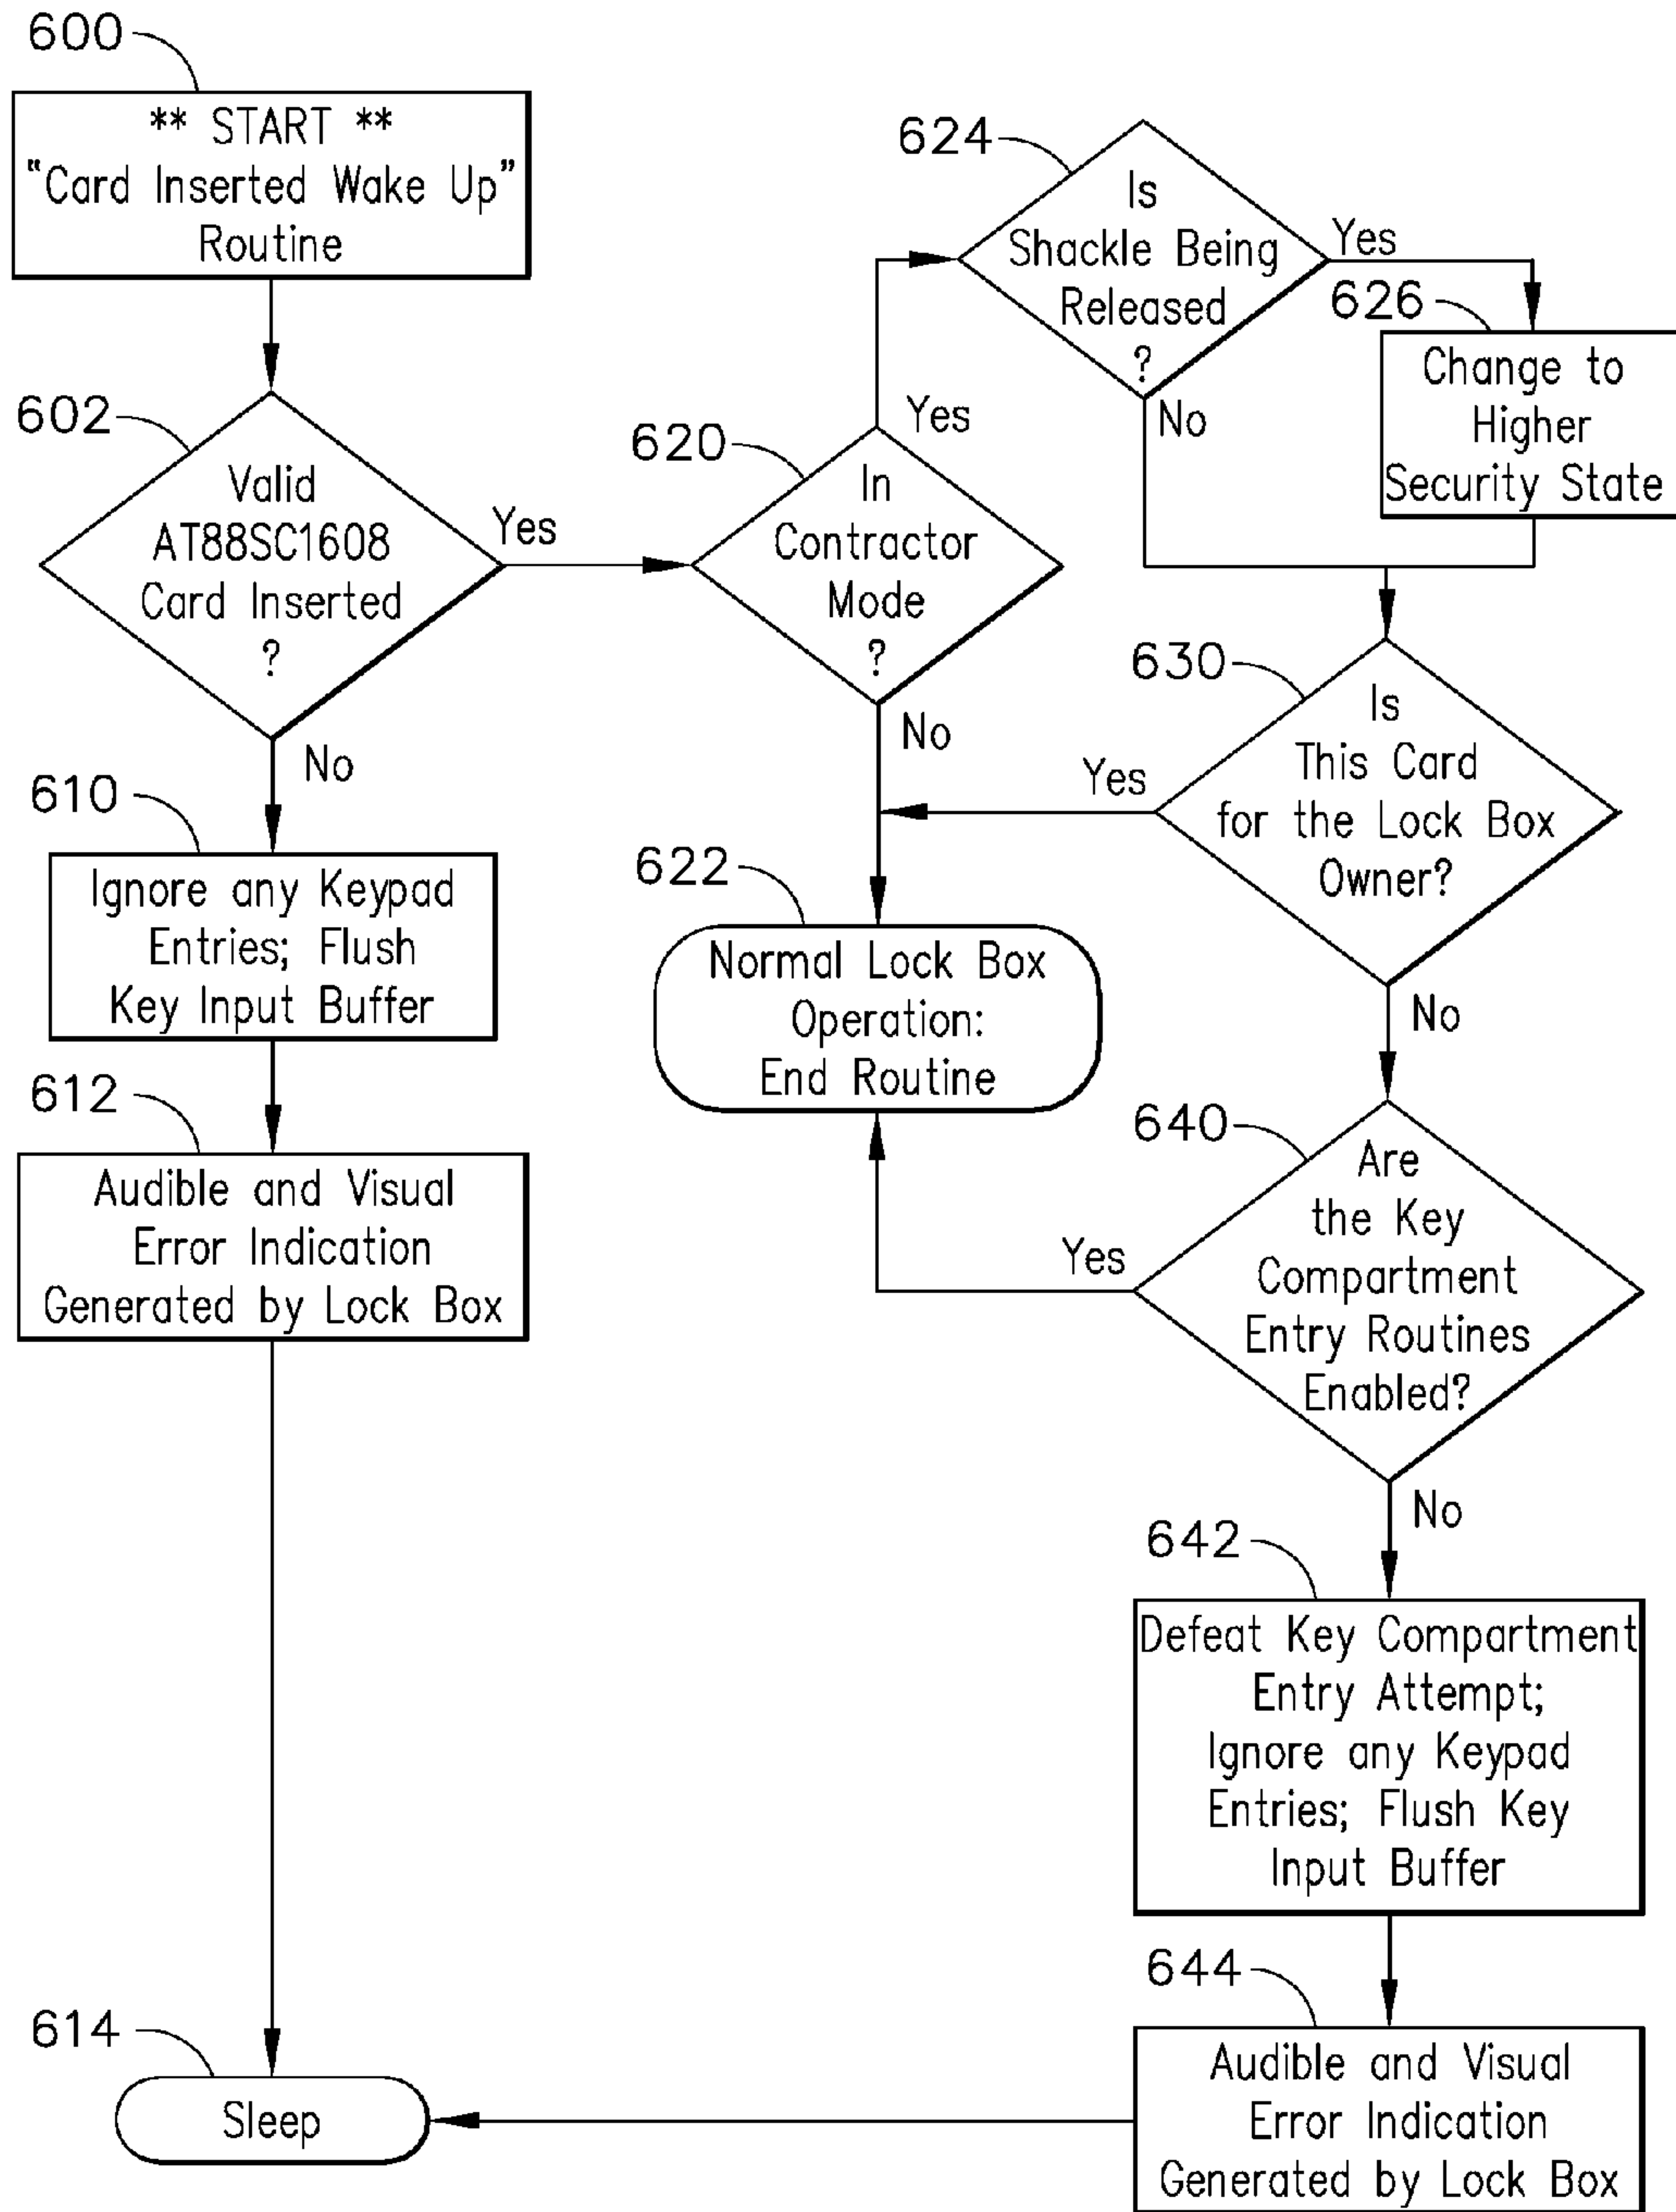 600
** START **
"Card Inserted Wake Up"
Routine
602
Valid
AT88SC1608
Card Inserted
?
Yes
No
610
Ignore any Keypad
Entries; Flush
Key Input Buffer
612
Audible and Visual
Error Indication
Generated by Lock Box
614
Sleep
620
In
Contractor
Mode
?
Yes
No
622
Normal Lock Box
Operation:
End Routine
624
Is
Shackle Being
Released
?
Yes
No
626
Change to
Higher
Security State
630
Is
This Card
for the Lock Box
Owner?
Yes
No
640
Are
the Key
Compartment
Entry Routines
Enabled?
Yes
No
642
Defeat Key Compartment
Entry Attempt;
Ignore any Keypad
Entries; Flush Key
Input Buffer
644
Audible and Visual
Error Indication
Generated by Lock Box